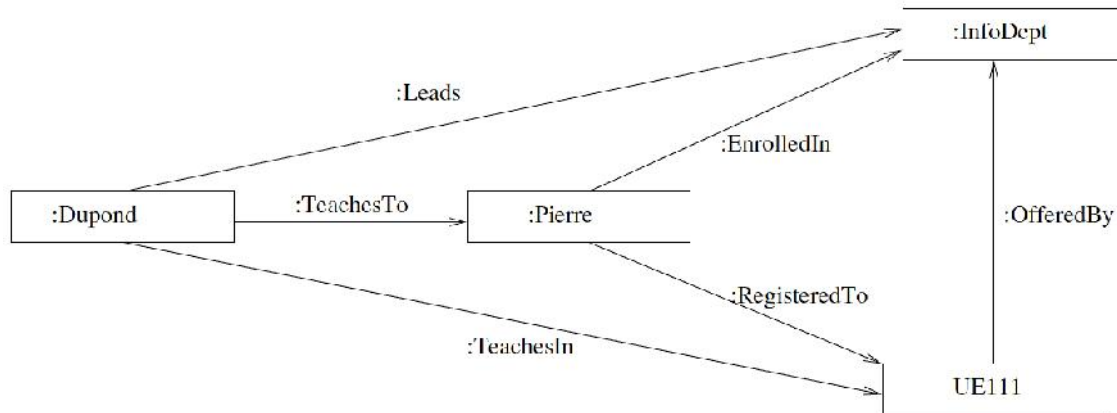 :InfoDept
:Leads
:EnrolledIn
:Dupond
:TeachesTo
:Pierre
:OfferedBy
:RegisteredTo
:TeachesIn
UE111